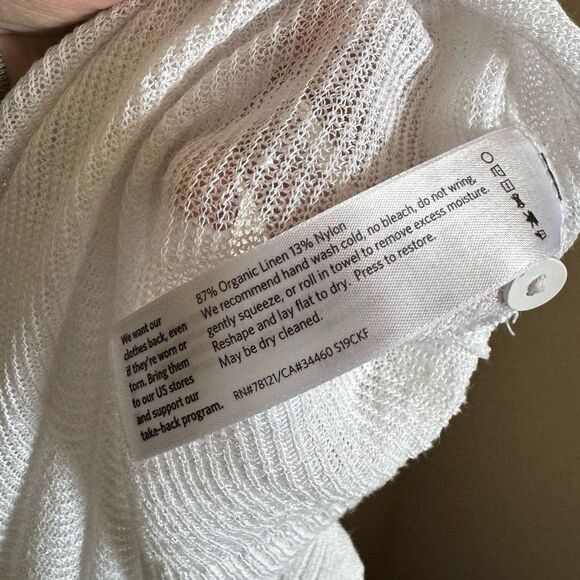 87% Organic Linen 13% Nylon
We recommend hand wash cold, no bleach, do not wring
gently squeeze, or roll in towel to remove excess moisture.
Reshape and lay flat to dry. Press to restore.
May be dry cleaned.
RN#78121/CA#34460 S19CKF
We want our
clothes back, even
if they're worn or
torn. Bring them
to our US stores
and support our
take-back program.